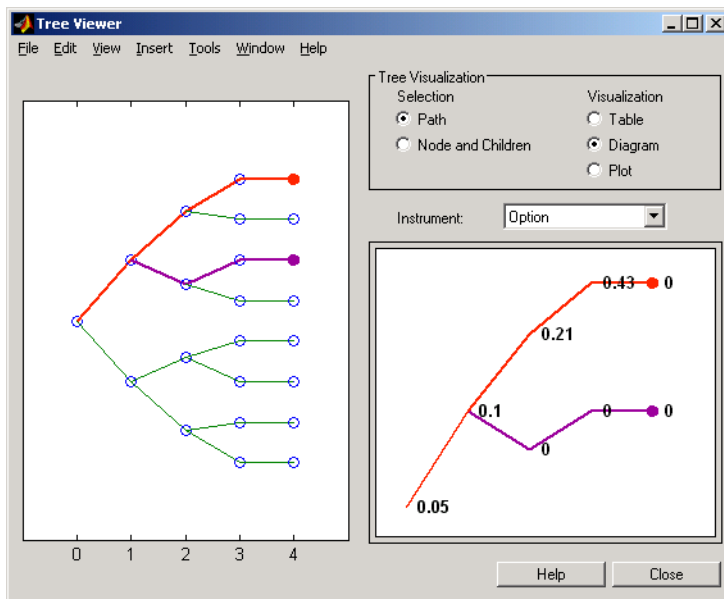 Tree Viewer
File Edit View Insert Tools Window Help
Tree Visualization
Selection
Visualization
Path
Table
Node and Children
Diagram
Plot
Instrument:
Option
0.43 0
0.21
0.1 0 0
0
0.05
0 1 2 3 4
Help Close